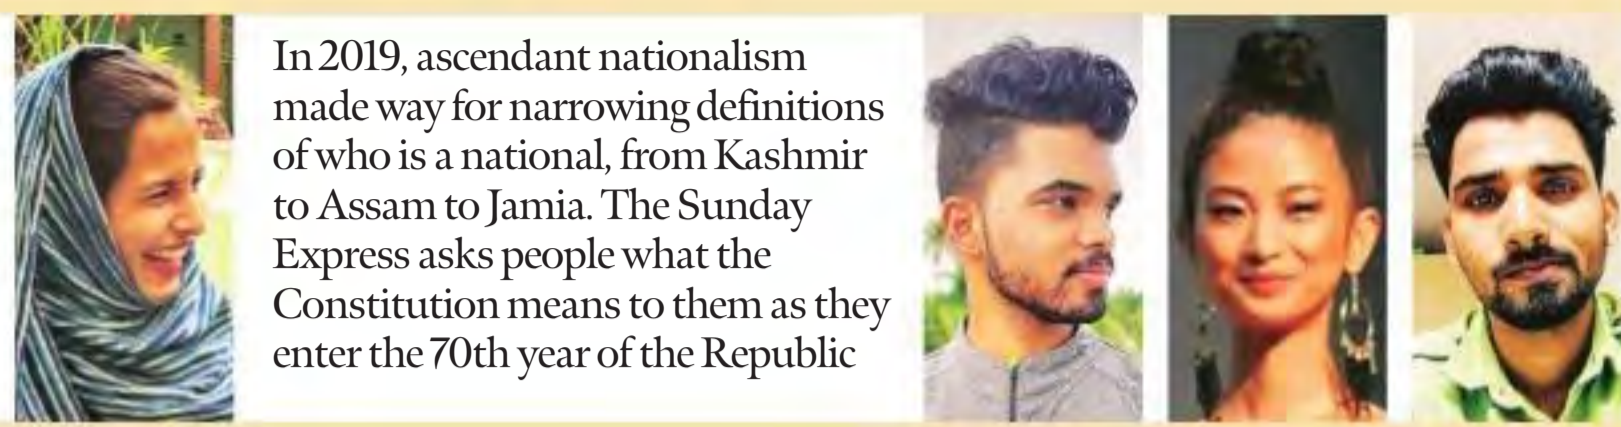 In 2019, ascendant nationalism
made way for narrowing definitions
of who is a national, from Kashmir
to Assam to Jamia. The Sunday
Express asks people what the
Constitution means to them as they
enter the 70th year of the Republic